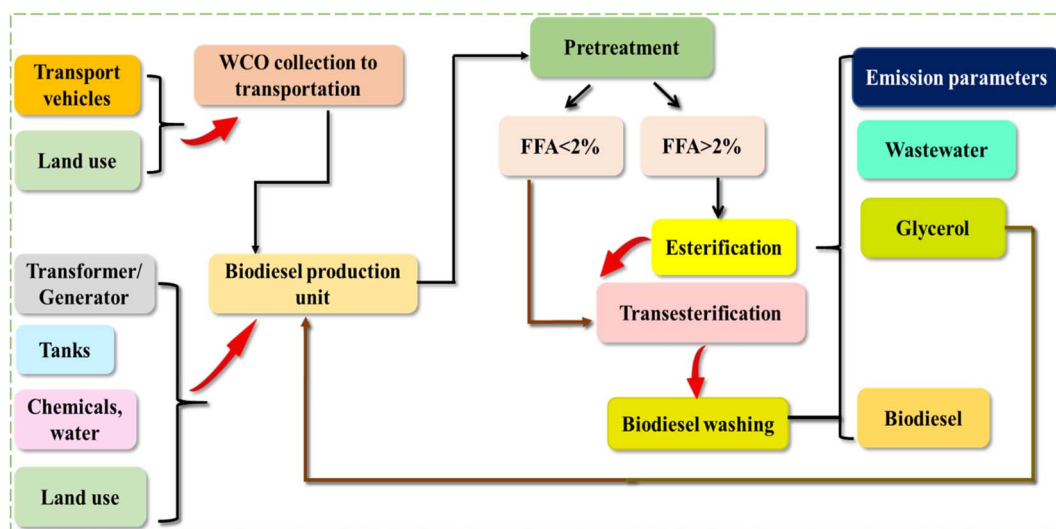 Transport
vehicles
Land use
WCO collection to
transportation
Transformer/
Generator
Tanks
Chemicals,
water
Land use
Biodiesel production
unit
Pretreatment
FFA<2%
FFA>2%
Esterification
Transesterification
Biodiesel washing
Emission parameters
Wastewater
Glycerol
Biodiesel